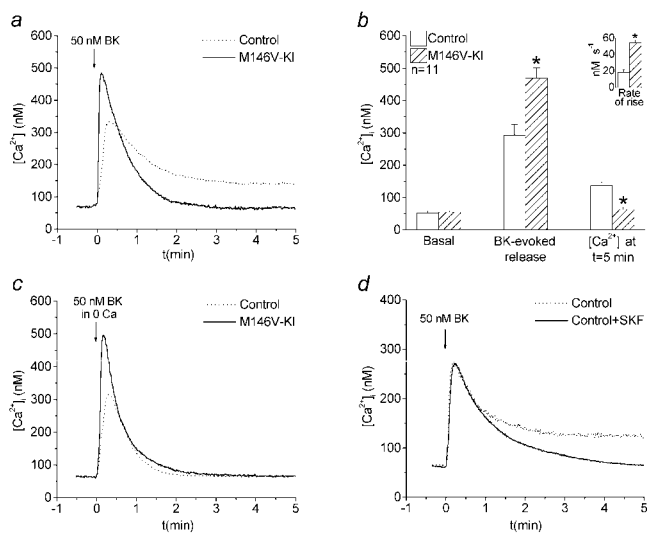 a
50 nM BK
Control
M146V-KI
[Ca²⁺]ᵢ (nM)
600
500
400
300
200
100
0
-1 0 1 2 3 4 5
t(min)
b
Control
M146V-KI
n=11
[Ca²⁺]ᵢ (nM)
600
500
400
300
200
100
0
*
*
Basal
BK-evoked
release
[Ca²⁺]ᵢ at
t=5 min
nM s⁻¹
60
40
20
0
*
Rate
of rise
c
50 nM BK
in 0 Ca
Control
M146V-KI
[Ca²⁺]ᵢ (nM)
600
500
400
300
200
100
0
-1 0 1 2 3 4 5
t(min)
d
50 nM BK
Control
Control+SKF
[Ca²⁺]ᵢ (nM)
400
300
200
100
0
-1 0 1 2 3 4 5
t(min)